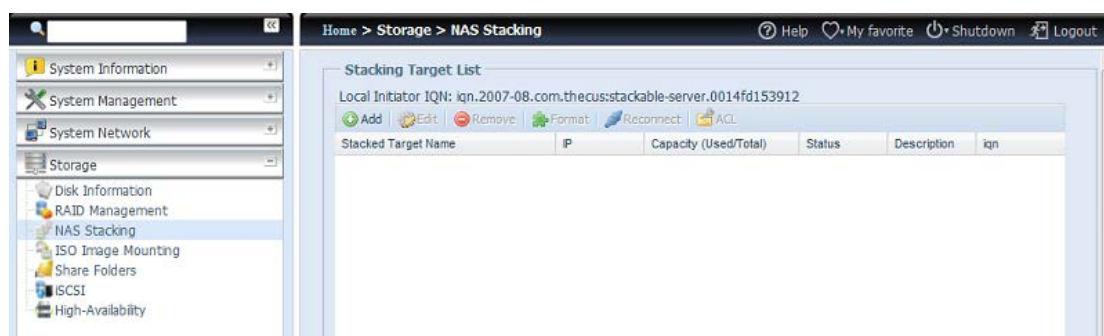 Home > Storage > NAS Stacking
Help My favorite Shutdown Logout
System Information
System Management
System Network
Storage
Disk Information
RAID Management
NAS Stacking
ISO Image Mounting
Share Folders
iSCSI
High-Availability
Stacking Target List
Local Initiator IQN: iqn.2007-08.com.thecus:stackable-server.0014fd153912
Add Edit Remove Format Reconnect ACL
Stacked Target Name IP Capacity (Used/Total) Status Description iqn